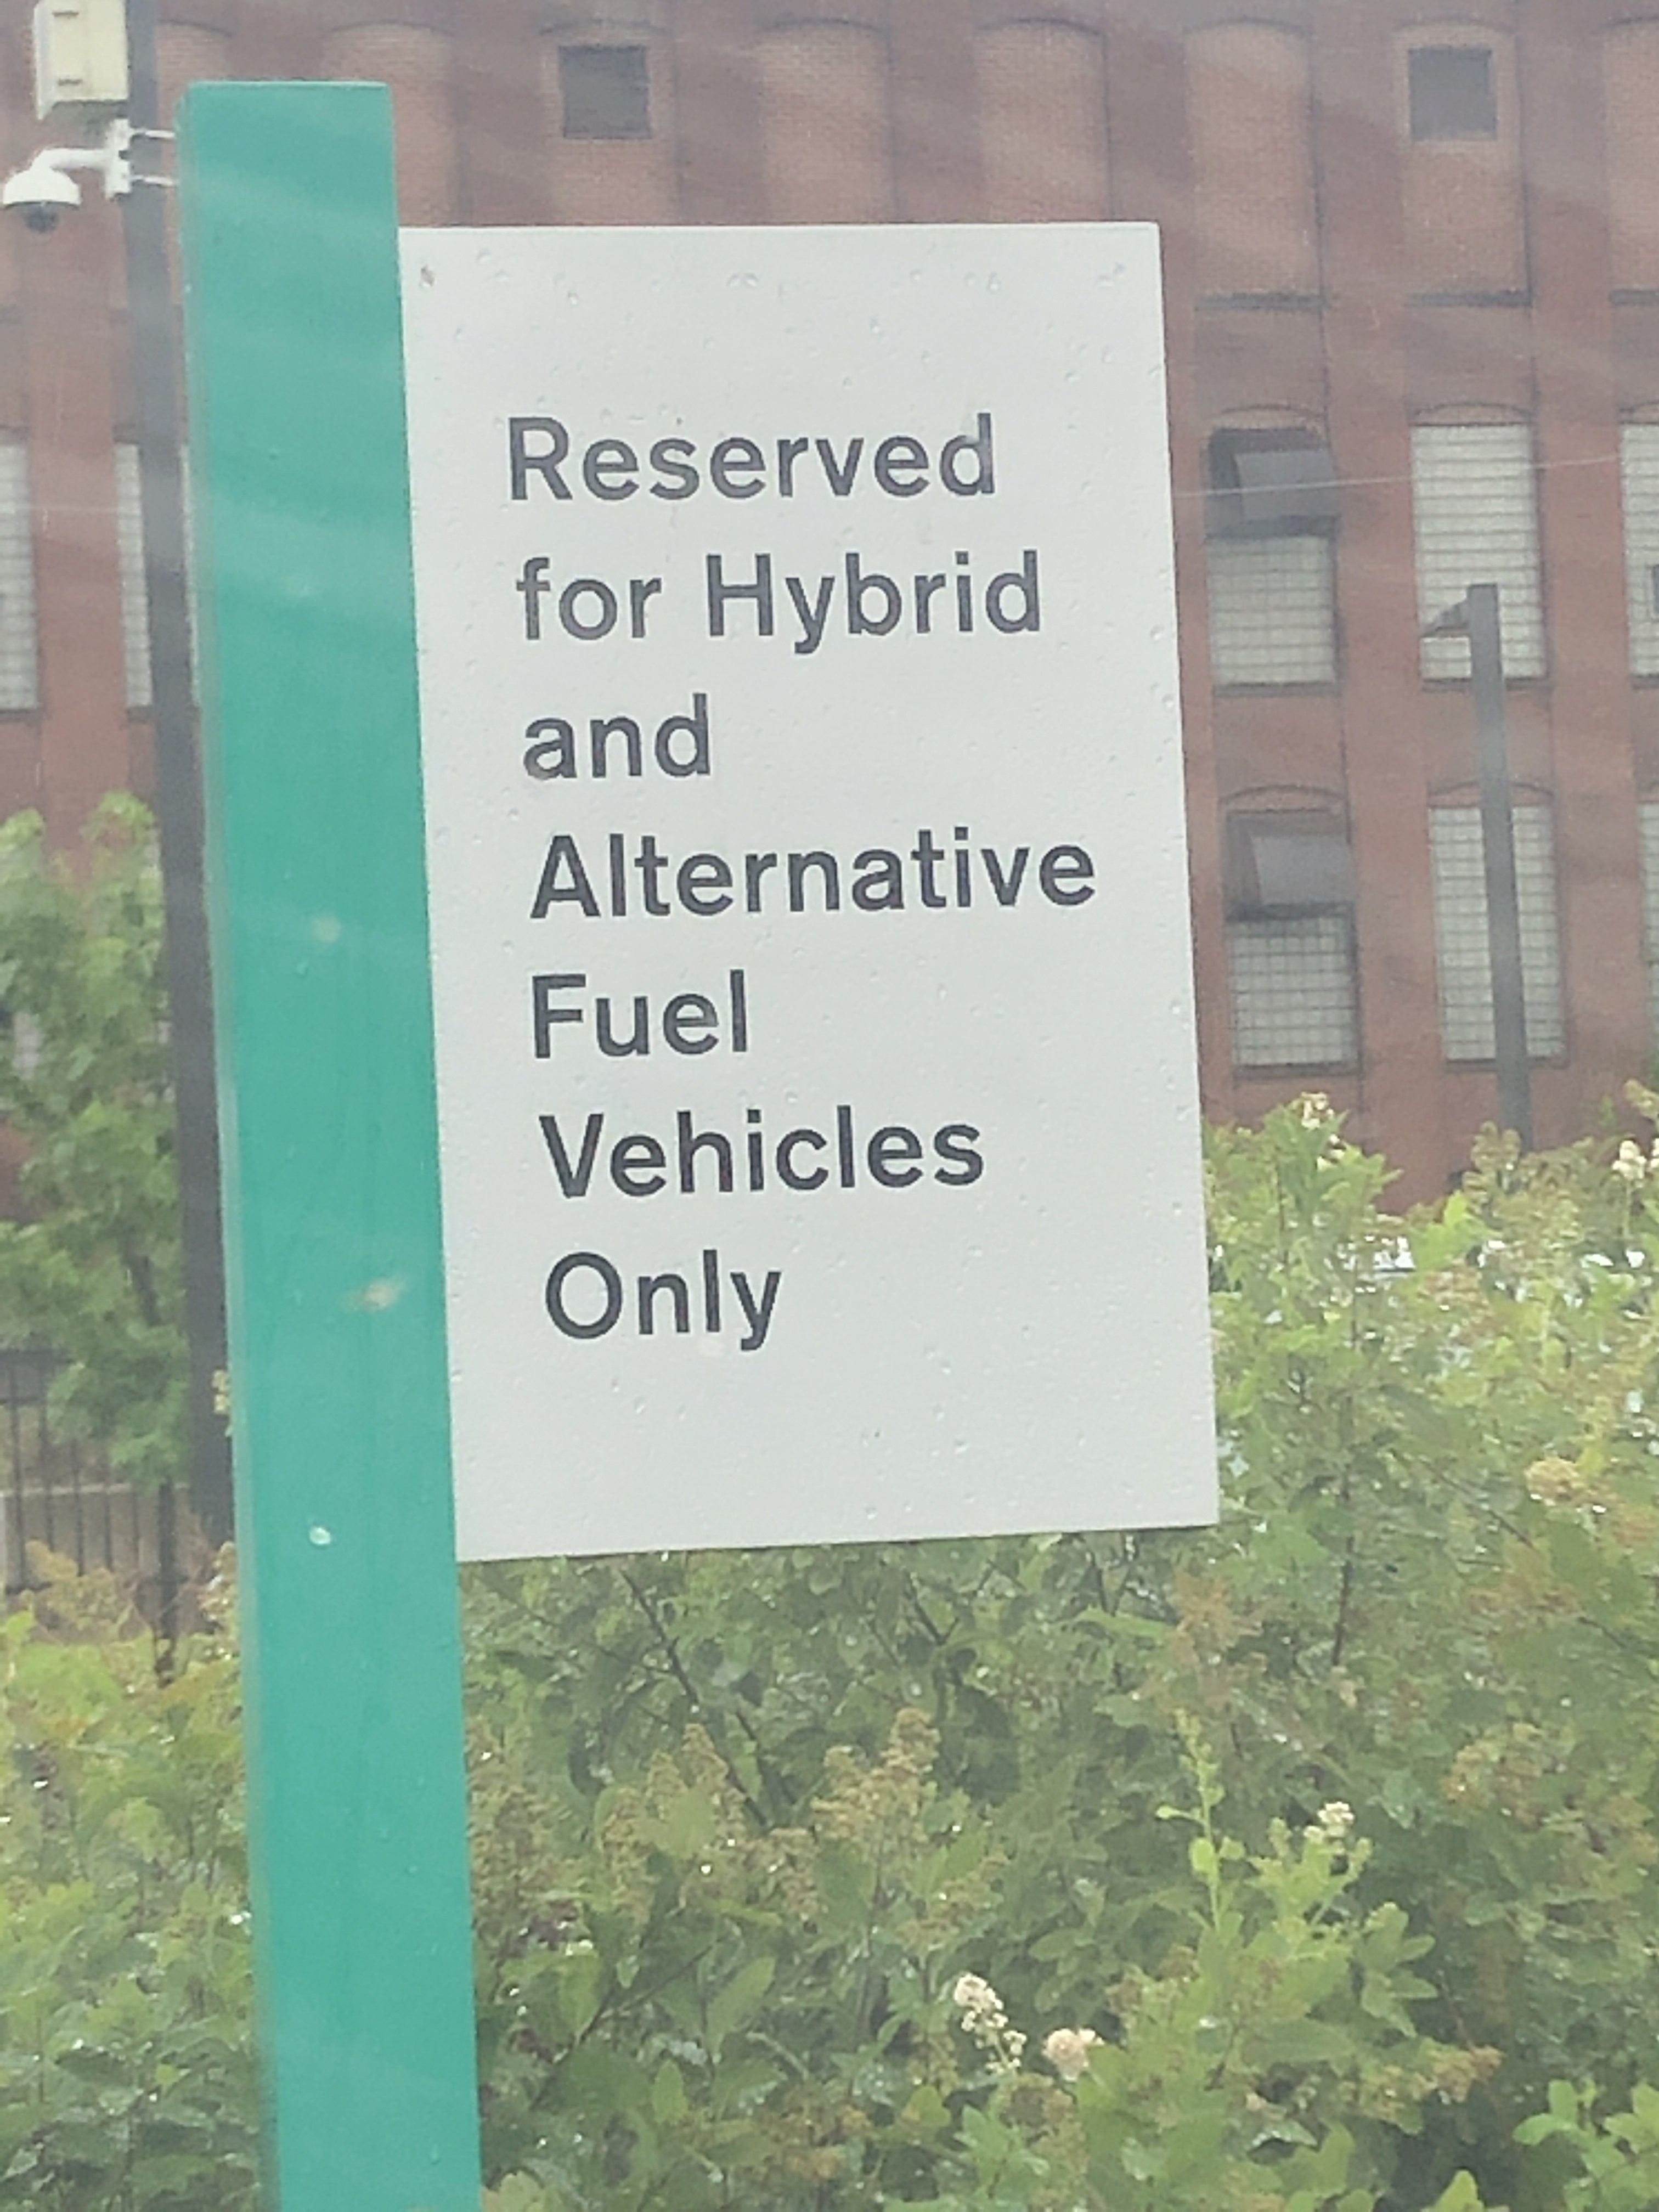 Reserved
for Hybrid
and
Alternative
Fuel
Vehicles
Only